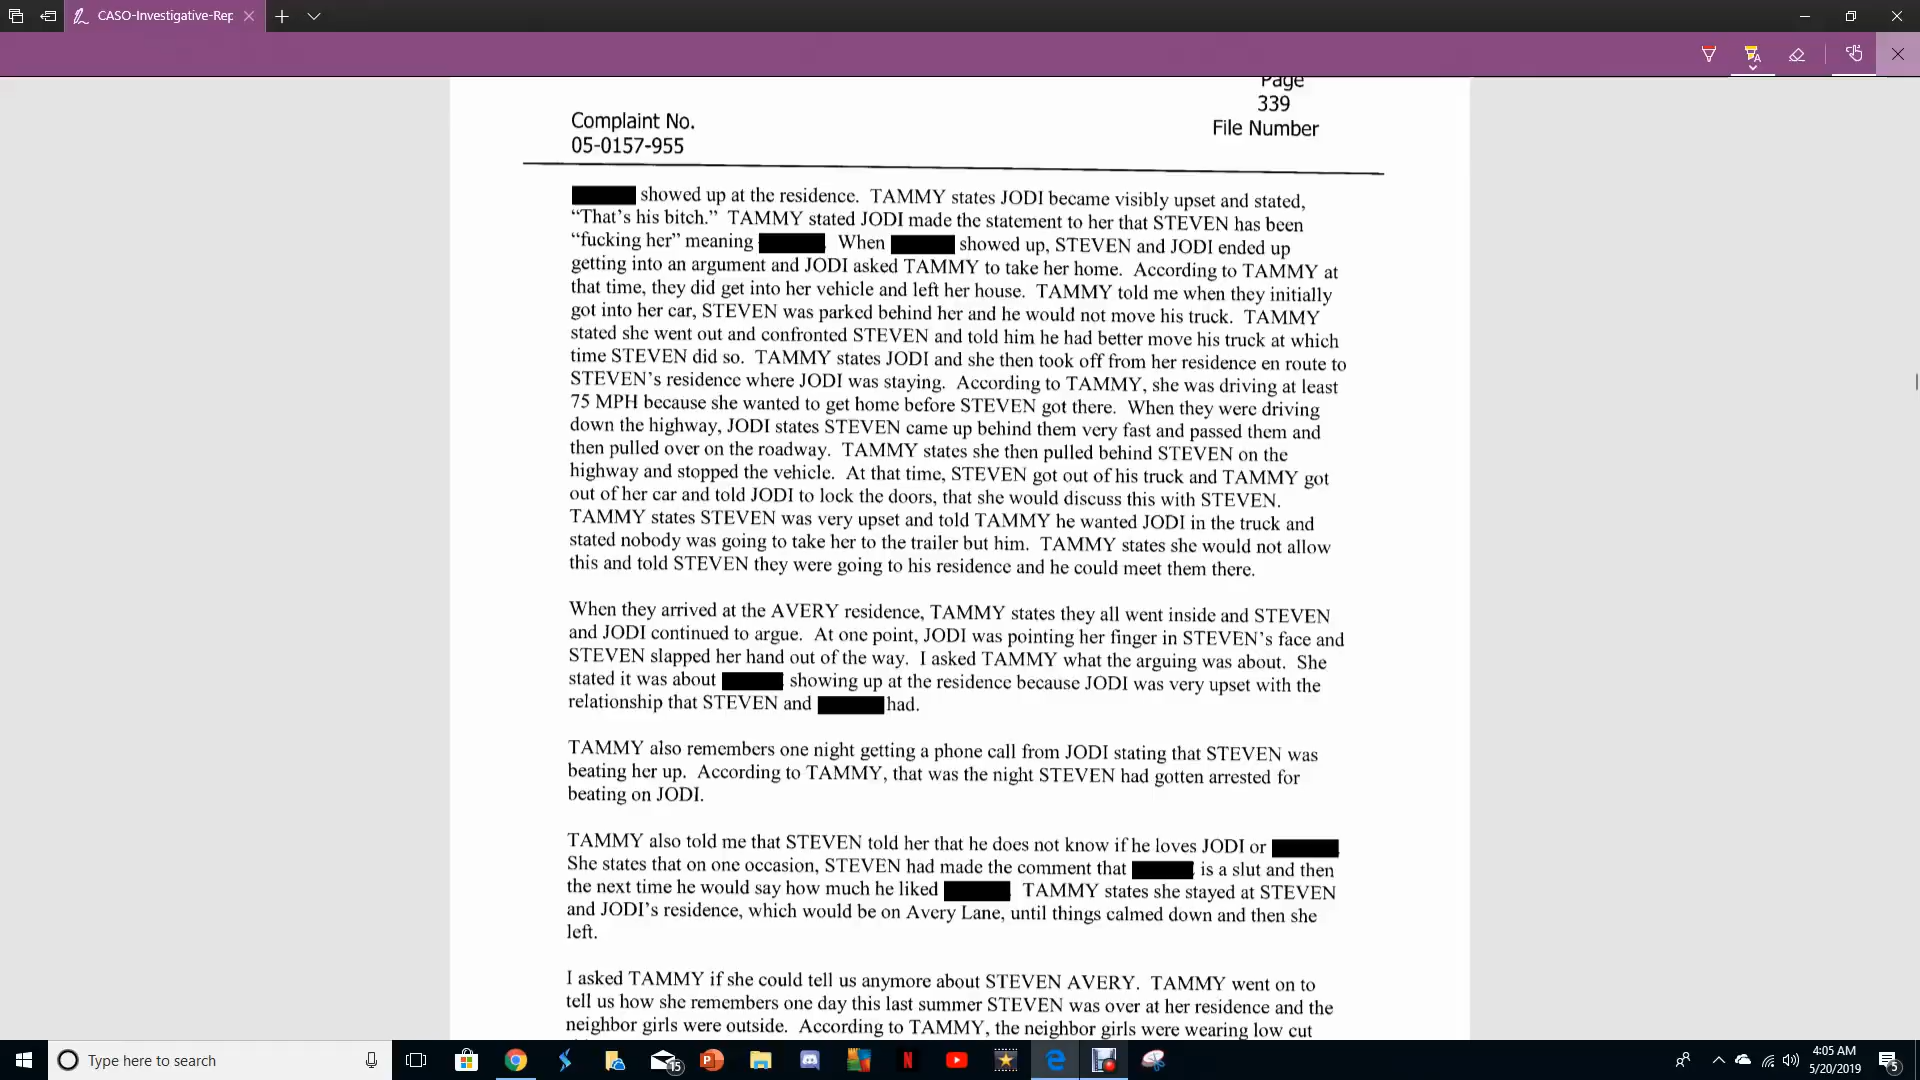 CASO-Investigative-Rep
Page
339
Complaint No.
File Number
05-0157-955
showed up at the residence. TAMMY states JODI became visibly upset and stated,
“That’s his bitch.” TAMMY stated JODI made the statement to her that STEVEN has been
“fucking her” meaning . When showed up, STEVEN and JODI ended up
getting into an argument and JODI asked TAMMY to take her home. According to TAMMY at
that time, they did get into her vehicle and left her house. TAMMY told me when they initially
got into her car, STEVEN was parked behind her and he would not move his truck. TAMMY
stated she went out and confronted STEVEN and told him he had better move his truck at which
time STEVEN did so. TAMMY states JODI and she then took off from her residence en route to
STEVEN’s residence where JODI was staying. According to TAMMY, she was driving at least
75 MPH because she wanted to get home before STEVEN got there. When they were driving
down the highway, JODI states STEVEN came up behind them very fast and passed them and
then pulled over on the roadway. TAMMY states she then pulled behind STEVEN on the
highway and stopped the vehicle. At that time, STEVEN got out of his truck and TAMMY got
out of her car and told JODI to lock the doors, that she would discuss this with STEVEN.
TAMMY states STEVEN was very upset and told TAMMY he wanted JODI in the truck and
stated nobody was going to take her to the trailer but him. TAMMY states she would not allow
this and told STEVEN they were going to his residence and he could meet them there.
When they arrived at the AVERY residence, TAMMY states they all went inside and STEVEN
and JODI continued to argue. At one point, JODI was pointing her finger in STEVEN’s face and
STEVEN slapped her hand out of the way. I asked TAMMY what the arguing was about. She
stated it was about showing up at the residence because JODI was very upset with the
relationship that STEVEN and had.
TAMMY also remembers one night getting a phone call from JODI stating that STEVEN was
beating her up. According to TAMMY, that was the night STEVEN had gotten arrested for
beating on JODI.
TAMMY also told me that STEVEN told her that he does not know if he loves JODI or
She states that on one occasion, STEVEN had made the comment that is a slut and then
the next time he would say how much he liked . TAMMY states she stayed at STEVEN
and JODI’s residence, which would be on Avery Lane, until things calmed down and then she
left.
I asked TAMMY if she could tell us anymore about STEVEN AVERY. TAMMY went on to
tell us how she remembers one day this last summer STEVEN was over at her residence and the
neighbor girls were outside. According to TAMMY, the neighbor girls were wearing low cut
Type here to search
15
4:05 AM
5/20/2019
5